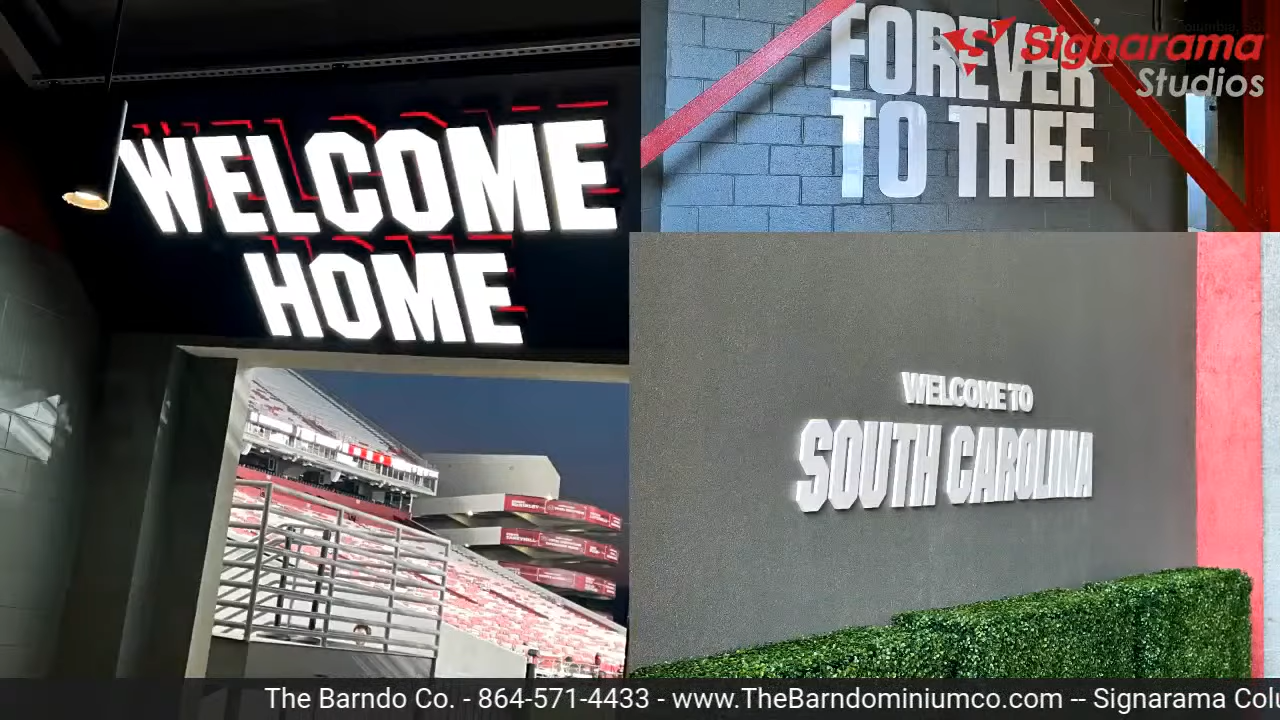 WELCOME
HOME
FOREVER
TO THEE
Signarama
Studios
WELCOME TO
SOUTH CAROLINA
The Barndo Co. - 864-571-4433 - www.TheBarndominiumco.com -- Signarama Colu